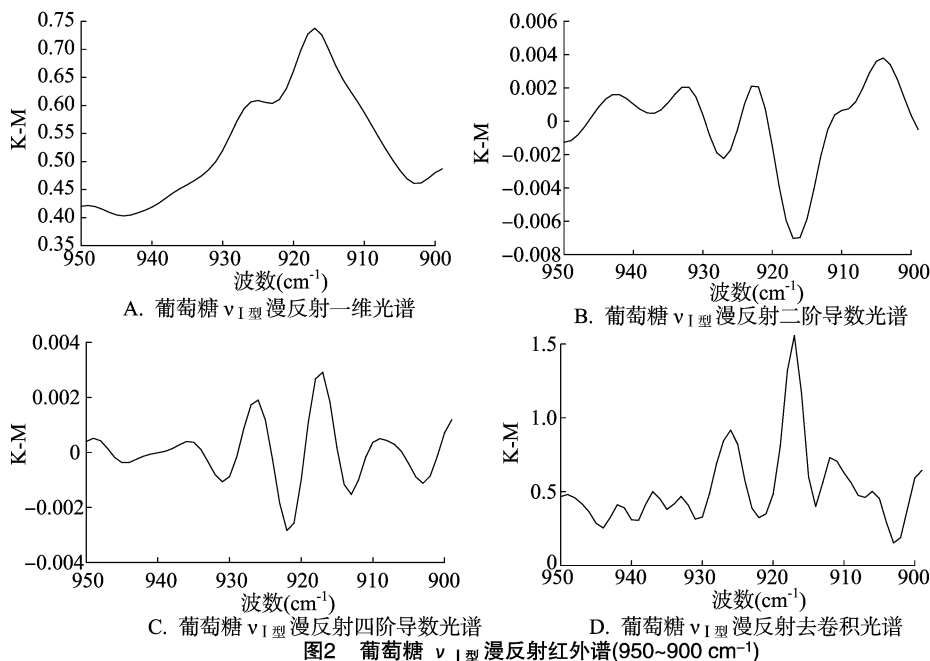 0.75
0.70
0.65
0.60
0.55
0.50
0.45
0.40
0.35
K-M
950 940 930 920 910 900
波数(cm⁻¹)
A. 葡萄糖 ν Ⅰ型 漫反射一维光谱
0.006
0.004
0.002
0
−0.002
−0.004
−0.006
−0.008
K-M
950 940 930 920 910 900
波数(cm⁻¹)
B. 葡萄糖 ν Ⅰ型 漫反射二阶导数光谱
0.004
0.002
0
−0.002
−0.004
K-M
950 940 930 920 910 900
波数(cm⁻¹)
C. 葡萄糖 ν Ⅰ型 漫反射四阶导数光谱
1.5
1.0
0.5
0
K-M
950 940 930 920 910 900
波数(cm⁻¹)
D. 葡萄糖 ν Ⅰ型 漫反射去卷积光谱
图2 葡萄糖 ν Ⅰ型 漫反射红外谱(950~900 cm⁻¹)